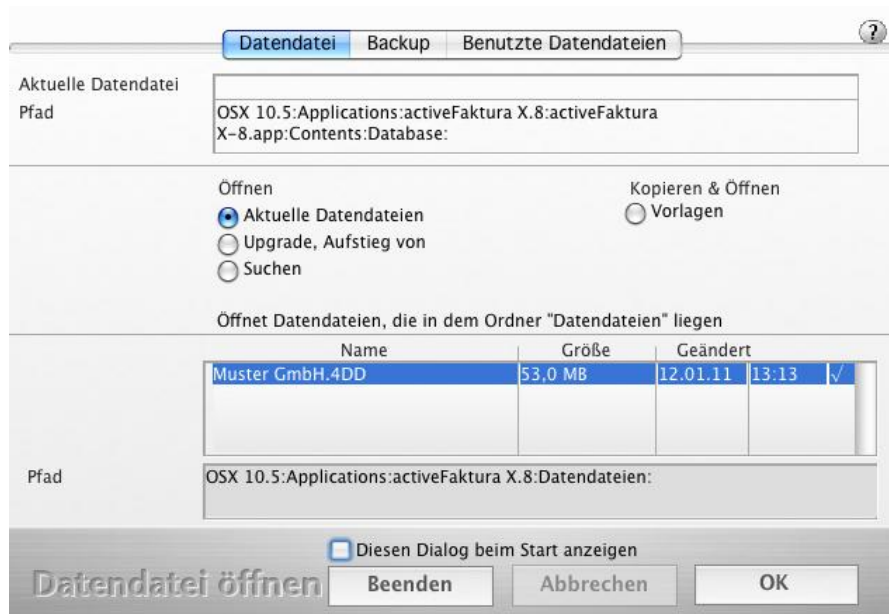 Datendatei Backup Benutzte Datendateien ?
Aktuelle Datendatei
Pfad OSX 10.5:Applications:activeFaktura X.8:activeFaktura
X-8.app:Contents:Database:
Öffnen Kopieren & Öffnen
Aktuelle Datendateien Vorlagen
Upgrade, Aufstieg von
Suchen
Öffnet Datendateien, die in dem Ordner "Datendateien" liegen
Name Größe Geändert
Muster GmbH.4DD 53,0 MB 12.01.11 13:13 √
Pfad OSX 10.5:Applications:activeFaktura X.8:Datendateien:
Diesen Dialog beim Start anzeigen
Datendatei öffnen Beenden Abbrechen OK